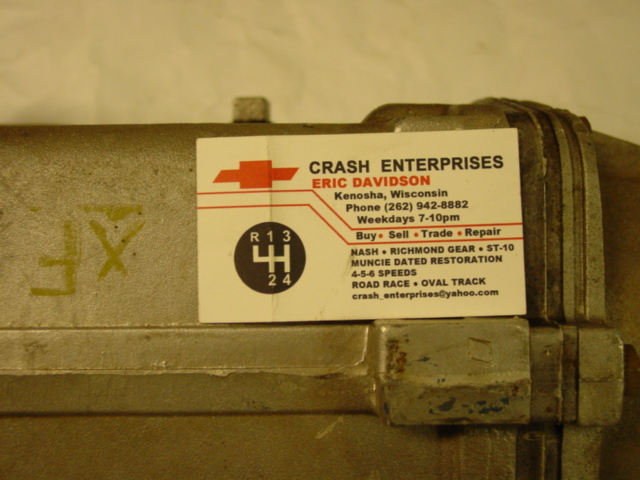 CRASH ENTERPRISES
ERIC DAVIDSON
Kenosha, Wisconsin
Phone (262) 942-8882
Weekdays 7-10pm
Buy • Sell • Trade • Repair
R 1 3
2 4
NASH • RICHMOND GEAR • ST-10
MUNCIE DATED RESTORATION
4-5-6 SPEEDS
ROAD RACE • OVAL TRACK
crash_enterprises@yahoo.com